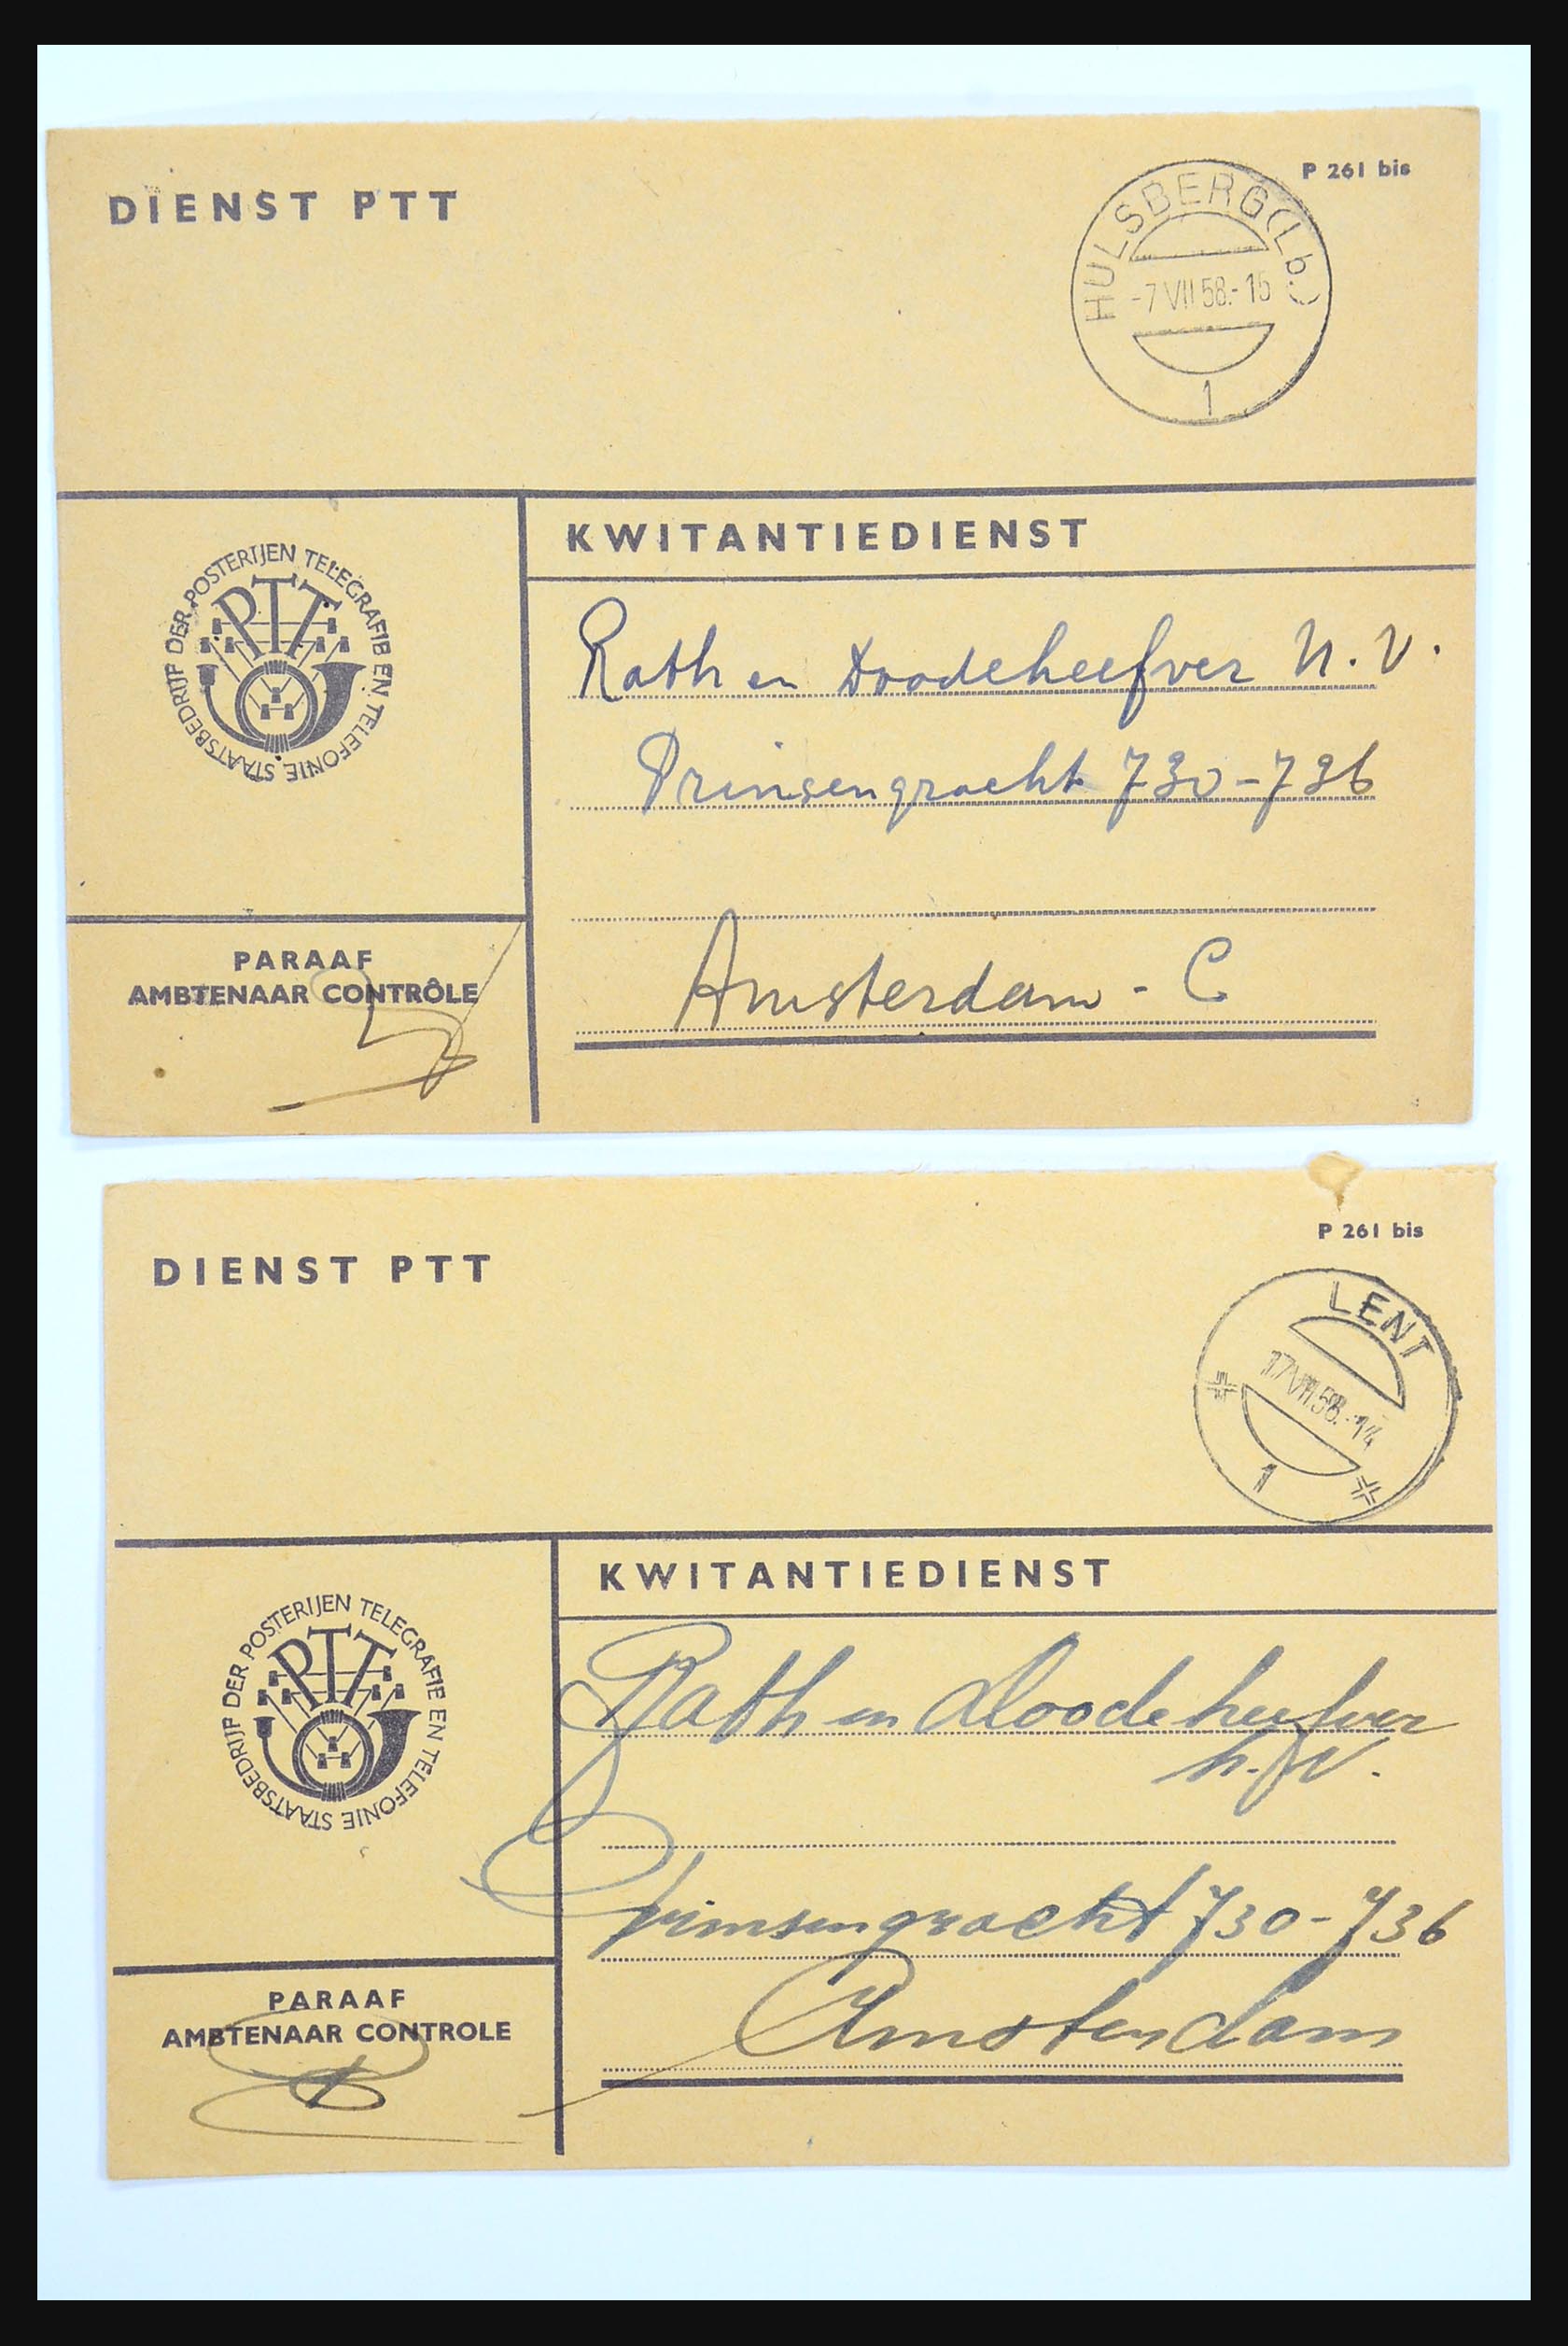 DIENST PTT
P 261 bis
HULSBERG (Lb.)
-7 VII 58.-15
1
KWITANTIEDIENST
STAATSBEDRIJF DER POSTERIJEN TELEGRAFIE EN TELEFONIE
PTT
Rath en Doodeheefver N.V.
Prinsengracht 730-736
Amsterdam - C
PARAAF
AMBTENAAR CONTRÔLE
DIENST PTT
P 261 bis
LENT
58.-14
1
KWITANTIEDIENST
STAATSBEDRIJF DER POSTERIJEN TELEGRAFIE EN TELEFONIE
PTT
Rath en Doodeheefver
N.V.
Prinsengracht 730-736
Amsterdam
PARAAF
AMBTENAAR CONTROLE